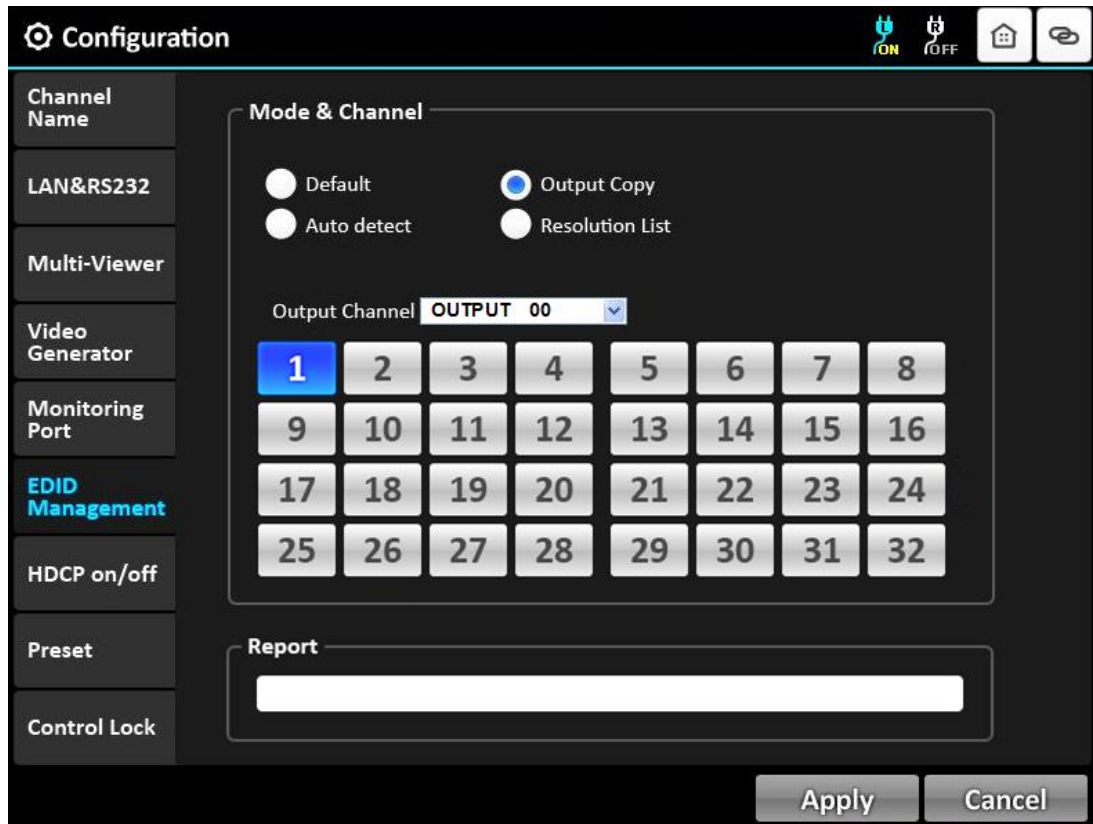 Configuration
L
ON
R
OFF
Channel
Name
LAN&RS232
Multi-Viewer
Video
Generator
Monitoring
Port
EDID
Management
HDCP on/off
Preset
Control Lock
Mode & Channel
Default
Output Copy
Auto detect
Resolution List
Output Channel OUTPUT 00
1 2 3 4 5 6 7 8
9 10 11 12 13 14 15 16
17 18 19 20 21 22 23 24
25 26 27 28 29 30 31 32
Report
Apply
Cancel